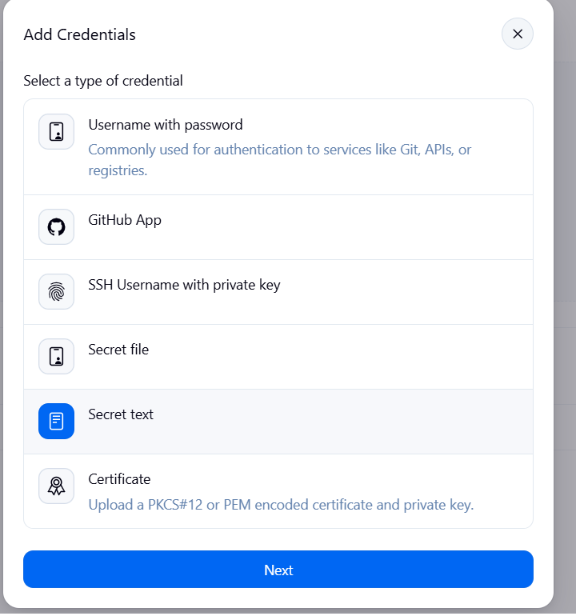 Add Credentials
Select a type of credential
Username with password
Commonly used for authentication to services like Git, APIs, or
registries.
GitHub App
SSH Username with private key
Secret file
Secret text
Certificate
Upload a PKCS#12 or PEM encoded certificate and private key.
Next